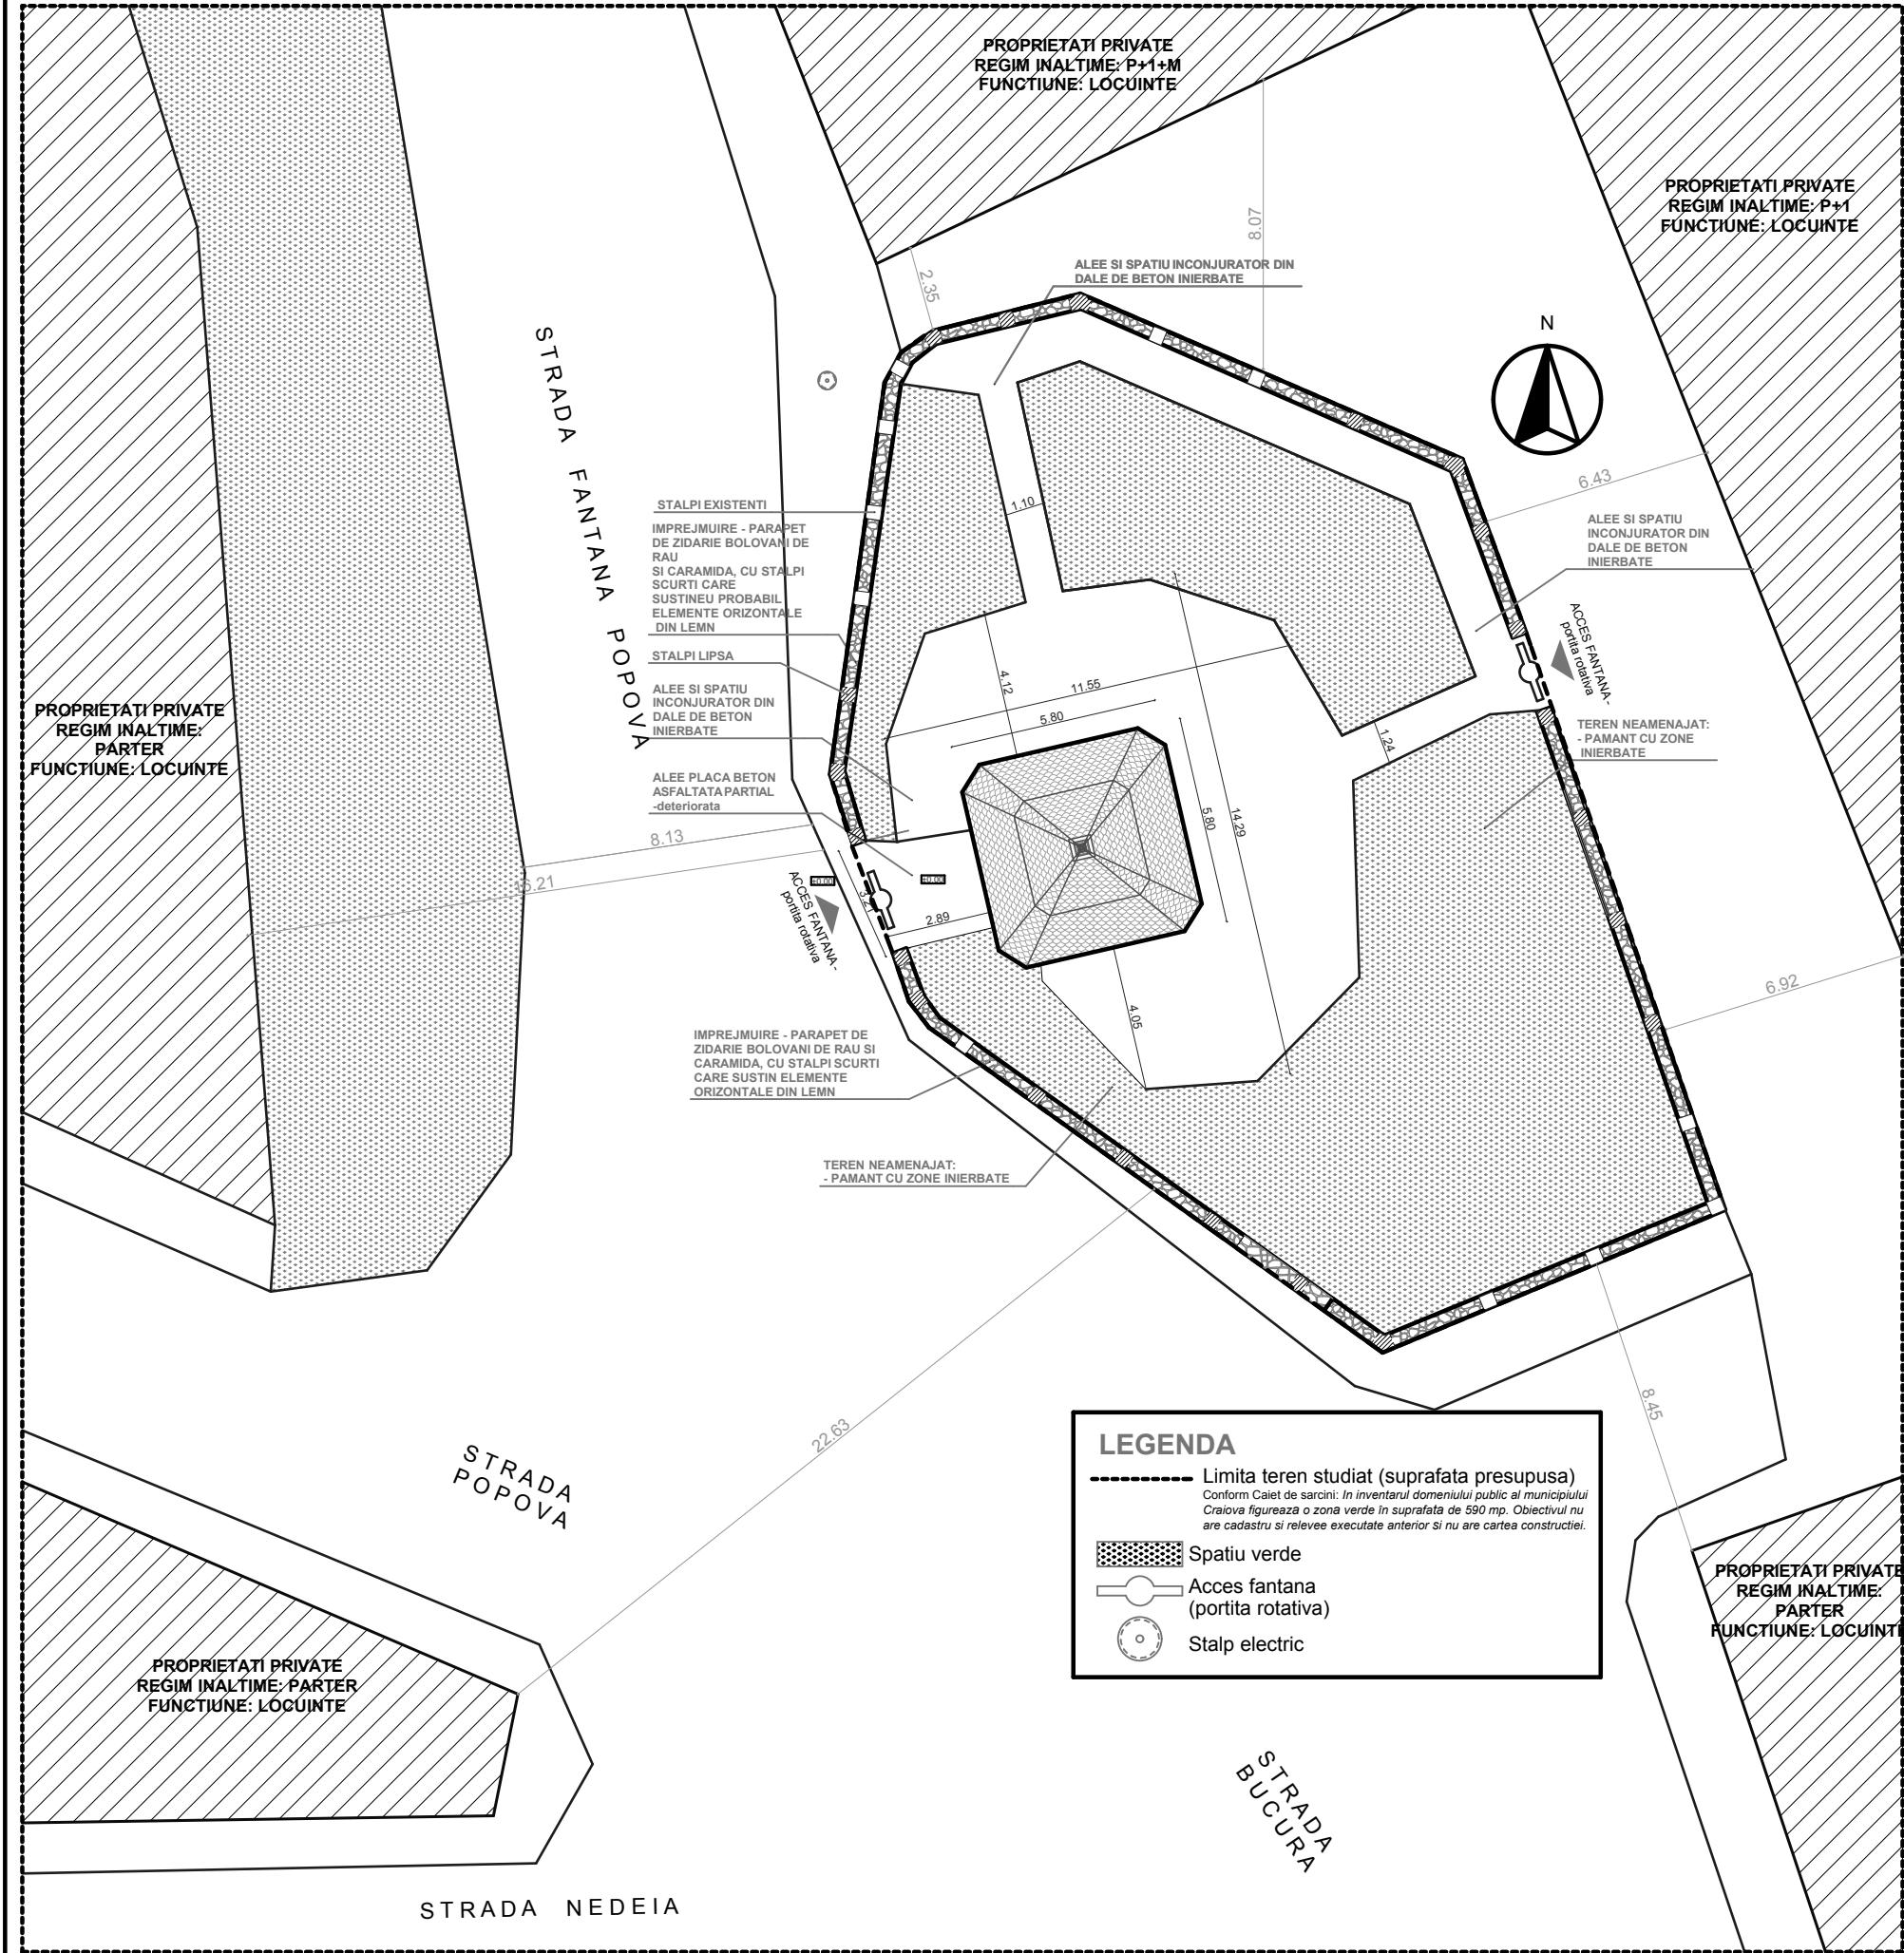 PROPRIETATI PRIVATE
REGIM INALTIME: P+1+M
FUNCTIUNE: LOCUINTE
PROPRIETATI PRIVATE
REGIM INALTIME: P+1
FUNCTIUNE: LOCUINTE
8.07
2.35
ALEE SI SPATIU INCONJURATOR DIN
DALE DE BETON INIERBATE
N
STRADA FANTANA POPOVA
6.43
1.10
STALPI EXISTENTI
IMPREJMUIRE - PARAPET
DE ZIDARIE BOLOVANI DE
RAU
SI CARAMIDA, CU STALPI
SCURTI CARE
SUSTINEU PROBABIL
ELEMENTE ORIZONTALE
DIN LEMN
STALPI LIPSA
ALEE SI SPATIU
INCONJURATOR DIN
DALE DE BETON
INIERBATE
ALEE PLACA BETON
ASFALTATA PARTIAL
-deteriorata
ALEE SI SPATIU
INCONJURATOR DIN
DALE DE BETON
INIERBATE
ACCES FANTANA -
portita rotativa
TEREN NEAMENAJAT:
- PAMANT CU ZONE
INIERBATE
PROPRIETATI PRIVATE
REGIM INALTIME:
PARTER
FUNCTIUNE: LOCUINTE
4.12
11.55
5.80
1.24
5.80
14.29
8.13
16.21
±0.00
±0.00
3.21
2.89
ACCES FANTANA -
portita rotativa
6.92
4.05
IMPREJMUIRE - PARAPET DE
ZIDARIE BOLOVANI DE RAU SI
CARAMIDA, CU STALPI SCURTI
CARE SUSTIN ELEMENTE
ORIZONTALE DIN LEMN
TEREN NEAMENAJAT:
- PAMANT CU ZONE INIERBATE
22.63
8.45
STRADA
POPOVA
LEGENDA
Limita teren studiat (suprafata presupusa)
Conform Caiet de sarcini: In inventarul domeniului public al municipiului
Craiova figureaza o zona verde în suprafata de 590 mp. Obiectivul nu
are cadastru si relevee executate anterior si nu are cartea constructiei.
Spatiu verde
Acces fantana
(portita rotativa)
Stalp electric
PROPRIETATI PRIVATE
REGIM INALTIME:
PARTER
FUNCTIUNE: LOCUINTE
PROPRIETATI PRIVATE
REGIM INALTIME: PARTER
FUNCTIUNE: LOCUINTE
STRADA
BUCURA
STRADA NEDEIA